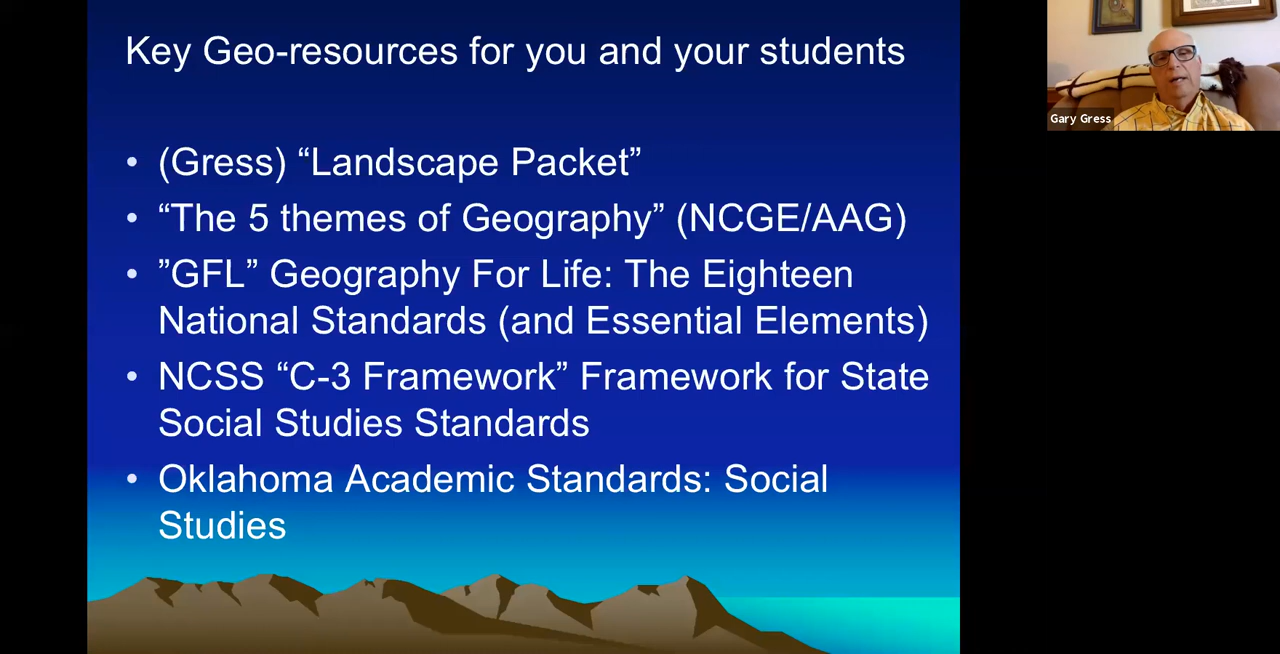 Key Geo-resources for you and your students
• (Gress) “Landscape Packet”
• “The 5 themes of Geography” (NCGE/AAG)
• ”GFL” Geography For Life: The Eighteen
National Standards (and Essential Elements)
• NCSS “C-3 Framework” Framework for State
Social Studies Standards
• Oklahoma Academic Standards: Social
Studies
Gary Gress